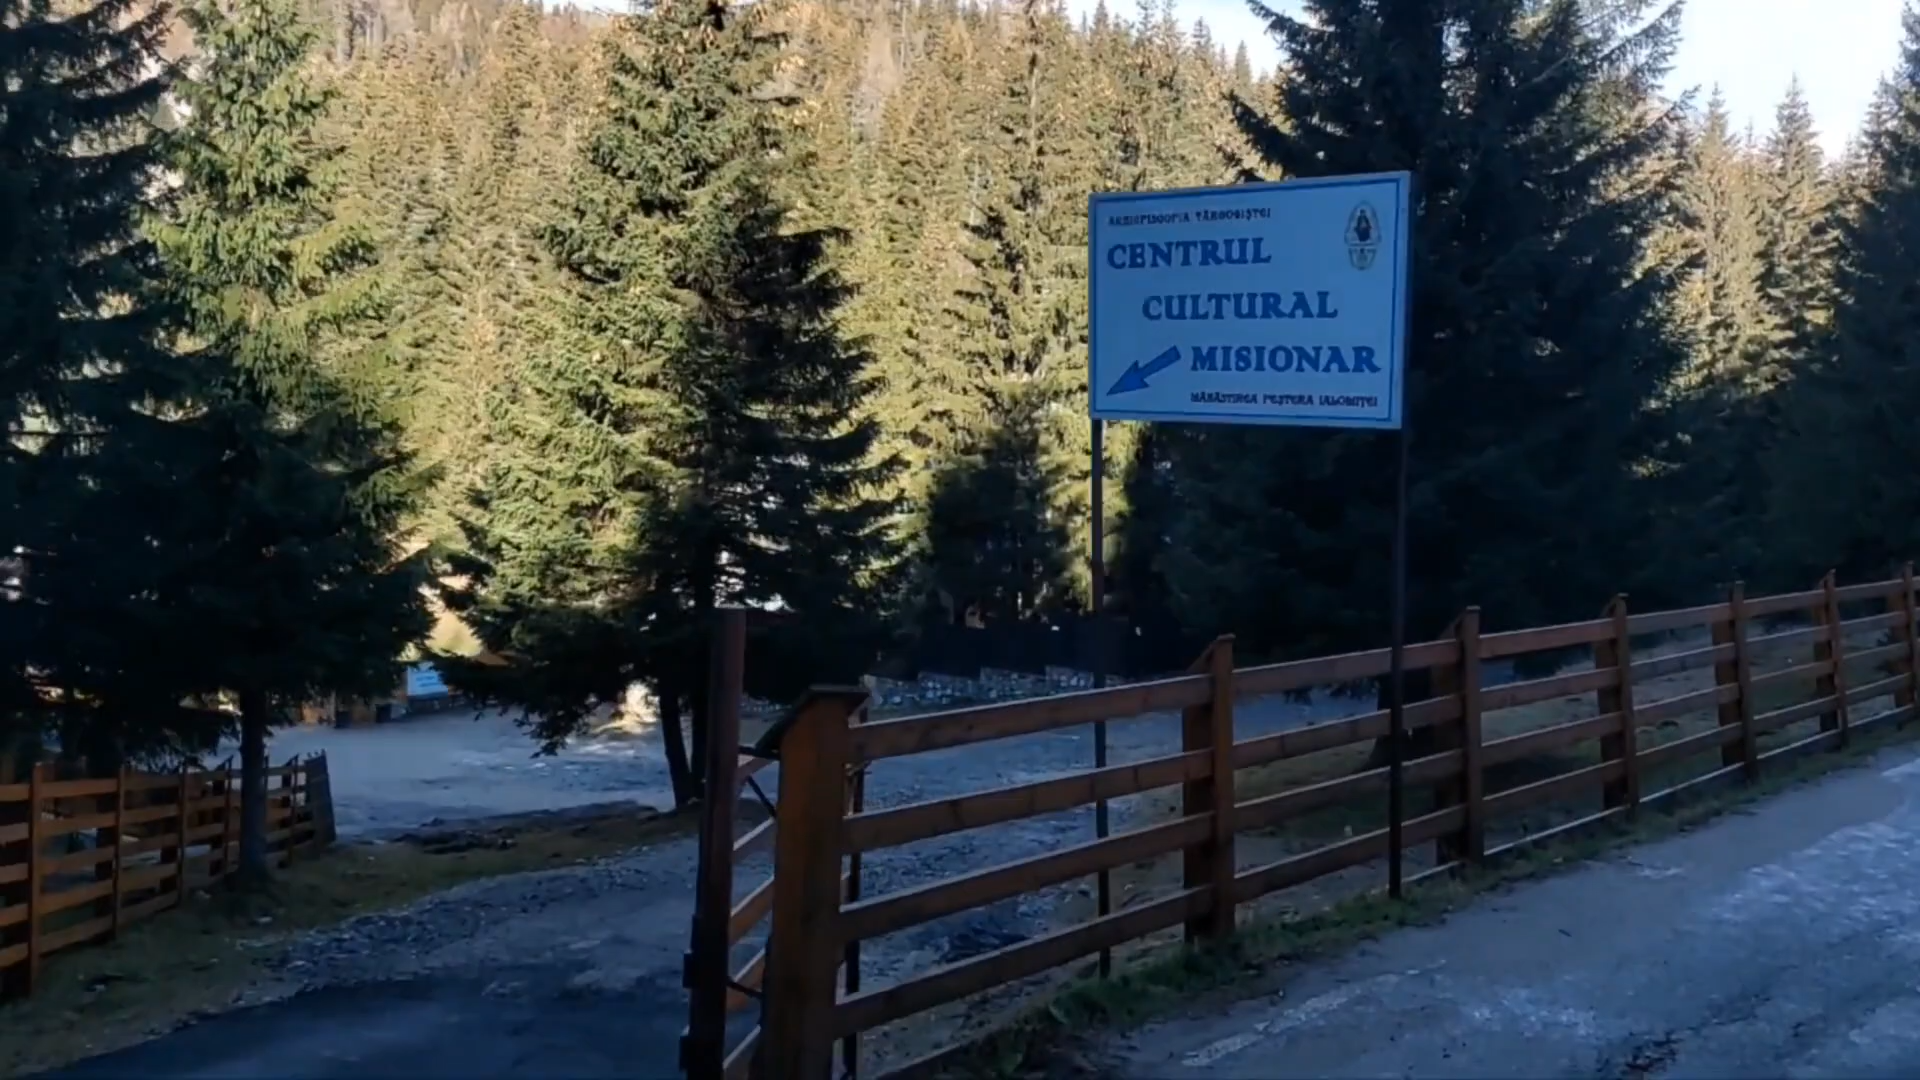 ARHIEPISCOPIA TÂRGOVIȘTEI
CENTRUL
CULTURAL
MISIONAR
MĂNĂSTIREA PEȘTERA IALOMIȚEI